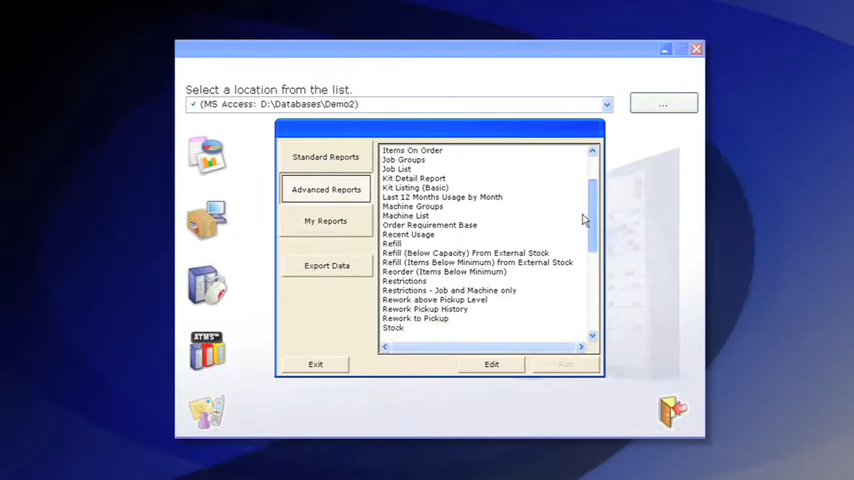 Select a location from the list.
(MS Access: D:\Databases\Demo2)
...
Standard Reports
Advanced Reports
My Reports
Export Data
Items On Order
Job Groups
Job List
Kit Detail Report
Kit Listing (Basic)
Last 12 Months Usage by Month
Machine Groups
Machine List
Order Requirement Base
Recent Usage
Refill
Refill (Below Capacity) From External Stock
Refill (Items Below Minimum) from External Stock
Reorder (Items Below Minimum)
Restrictions
Restrictions - Job and Machine only
Rework above Pickup Level
Rework Pickup History
Rework to Pickup
Stock
Exit
Edit
Run
ATMS™